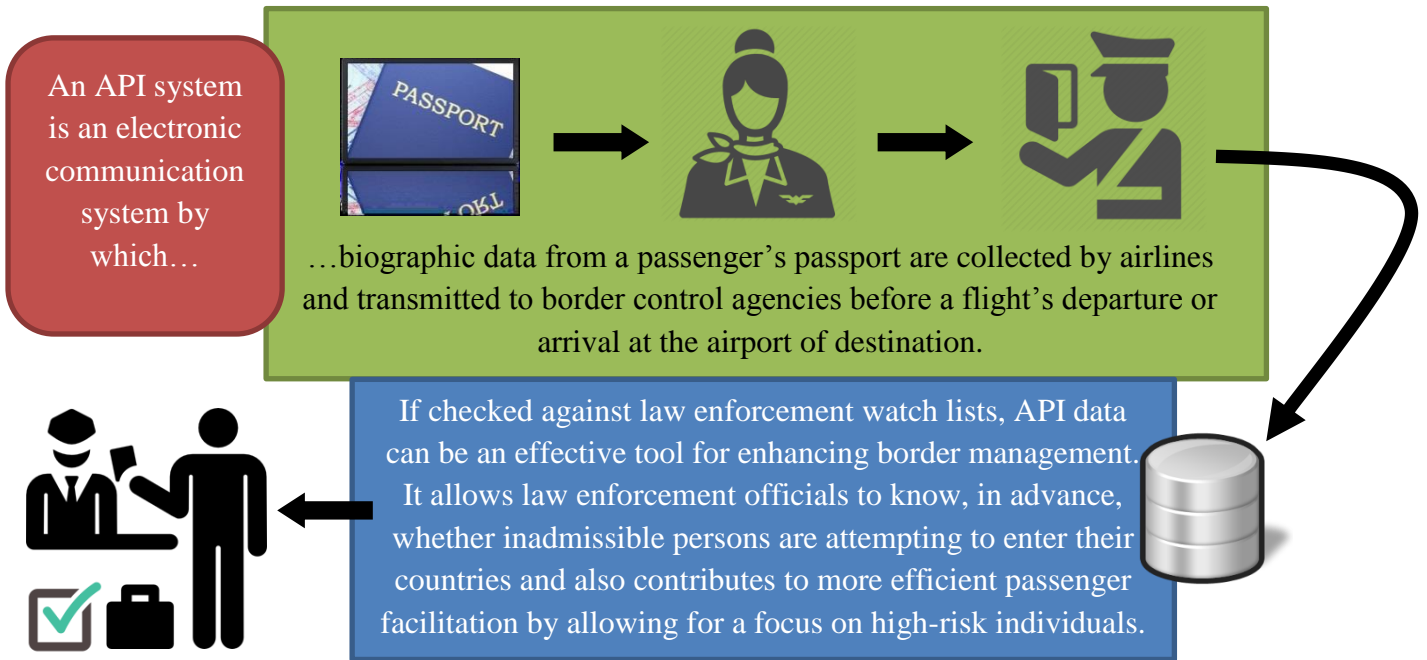 An API system
is an electronic
communication
system by
which…
PASSPORT
…biographic data from a passenger’s passport are collected by airlines
and transmitted to border control agencies before a flight’s departure or
arrival at the airport of destination.
If checked against law enforcement watch lists, API data
can be an effective tool for enhancing border management.
It allows law enforcement officials to know, in advance,
whether inadmissible persons are attempting to enter their
countries and also contributes to more efficient passenger
facilitation by allowing for a focus on high-risk individuals.